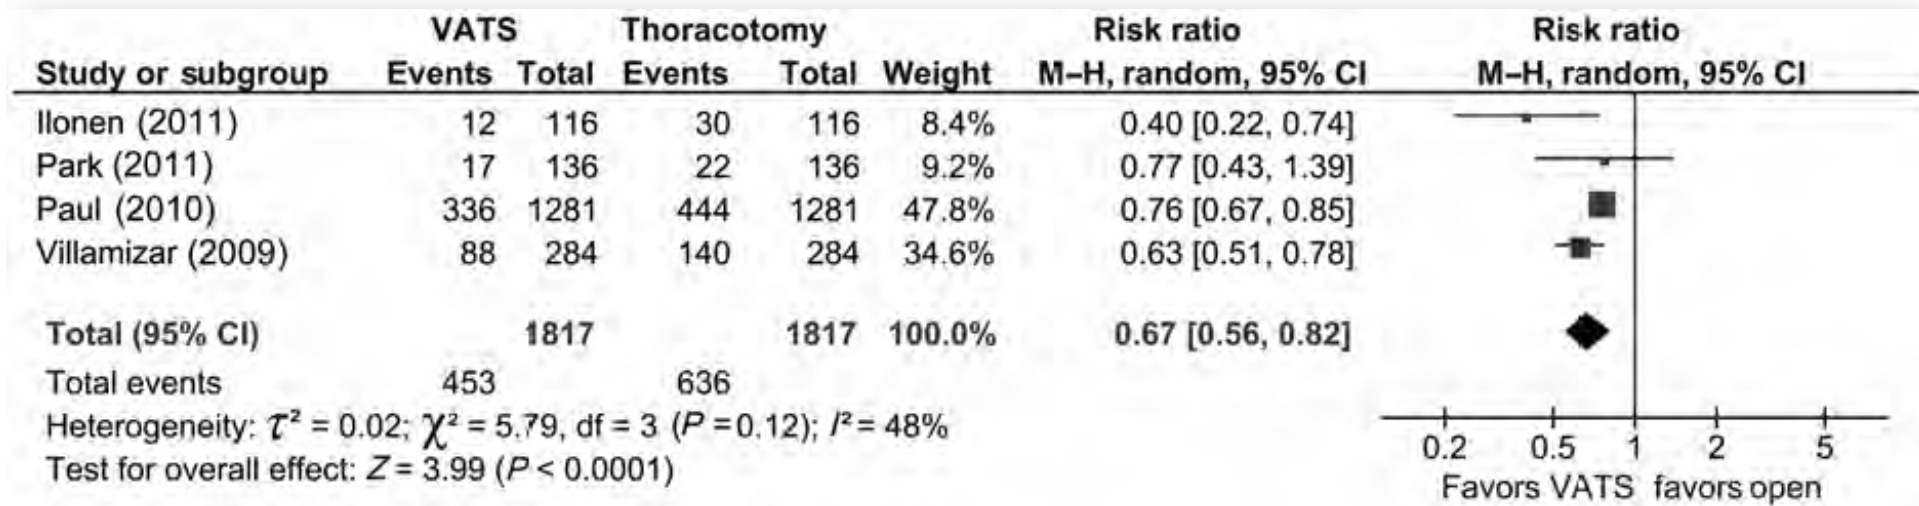 VATS Thoracotomy Risk ratio Risk ratio
Study or subgroup Events Total Events Total Weight M–H, random, 95% CI M–H, random, 95% CI
Ilonen (2011) 12 116 30 116 8.4% 0.40 [0.22, 0.74]
Park (2011) 17 136 22 136 9.2% 0.77 [0.43, 1.39]
Paul (2010) 336 1281 444 1281 47.8% 0.76 [0.67, 0.85]
Villamizar (2009) 88 284 140 284 34.6% 0.63 [0.51, 0.78]
Total (95% CI) 1817 1817 100.0% 0.67 [0.56, 0.82]
Total events 453 636
Heterogeneity: τ² = 0.02; χ² = 5.79, df = 3 (P = 0.12); I² = 48%
Test for overall effect: Z = 3.99 (P < 0.0001)
0.2 0.5 1 2 5
Favors VATS favors open